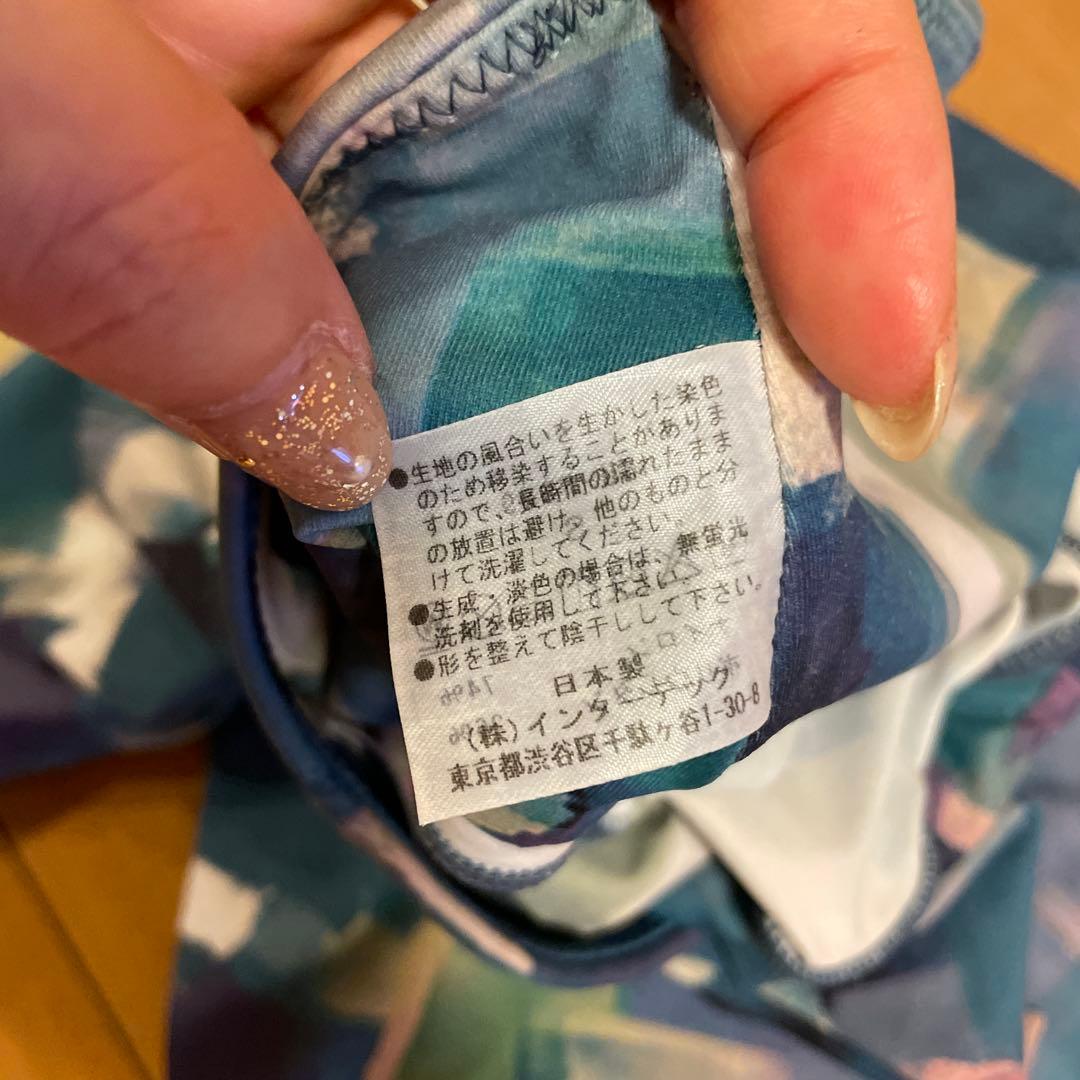 ●生地の風合いを生かした染色
のため移染することがありま
すので、長時間の濡れたまま
の放置は避け、他のものと分
けて洗濯してください。
●生成・淡色の場合は、無蛍光
洗剤を使用して下さい。
●形を整えて陰干しして下さい。
日本製
(株)インターテック
東京都渋谷区千駄ヶ谷1-30-8